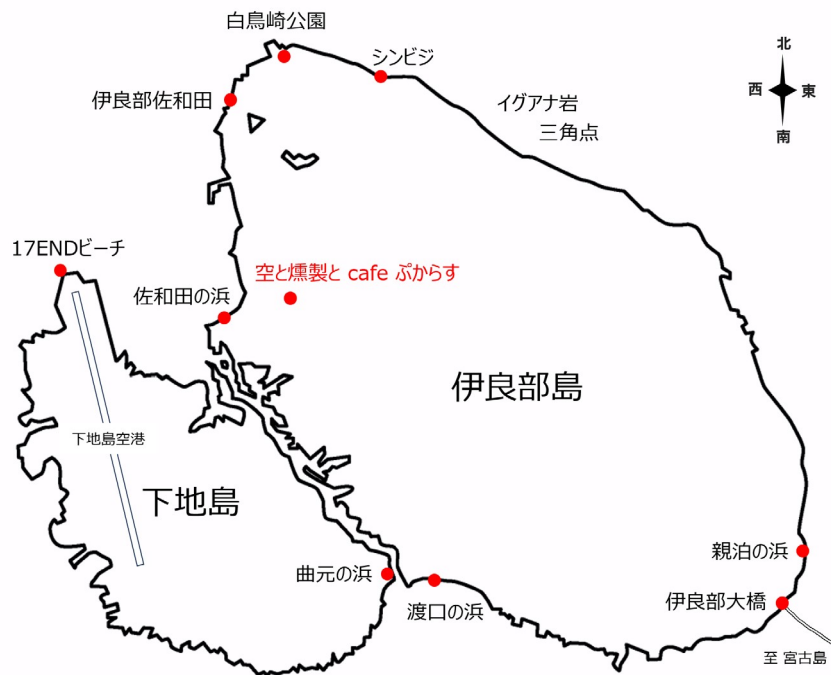 白鳥崎公園
シンビジ
北
西 東
南
伊良部佐和田
イグアナ岩
三角点
17ENDビーチ
空と燻製と cafe ぷからす
佐和田の浜
伊良部島
下地島空港
下地島
曲元の浜
渡口の浜
親泊の浜
伊良部大橋
至 宮古島